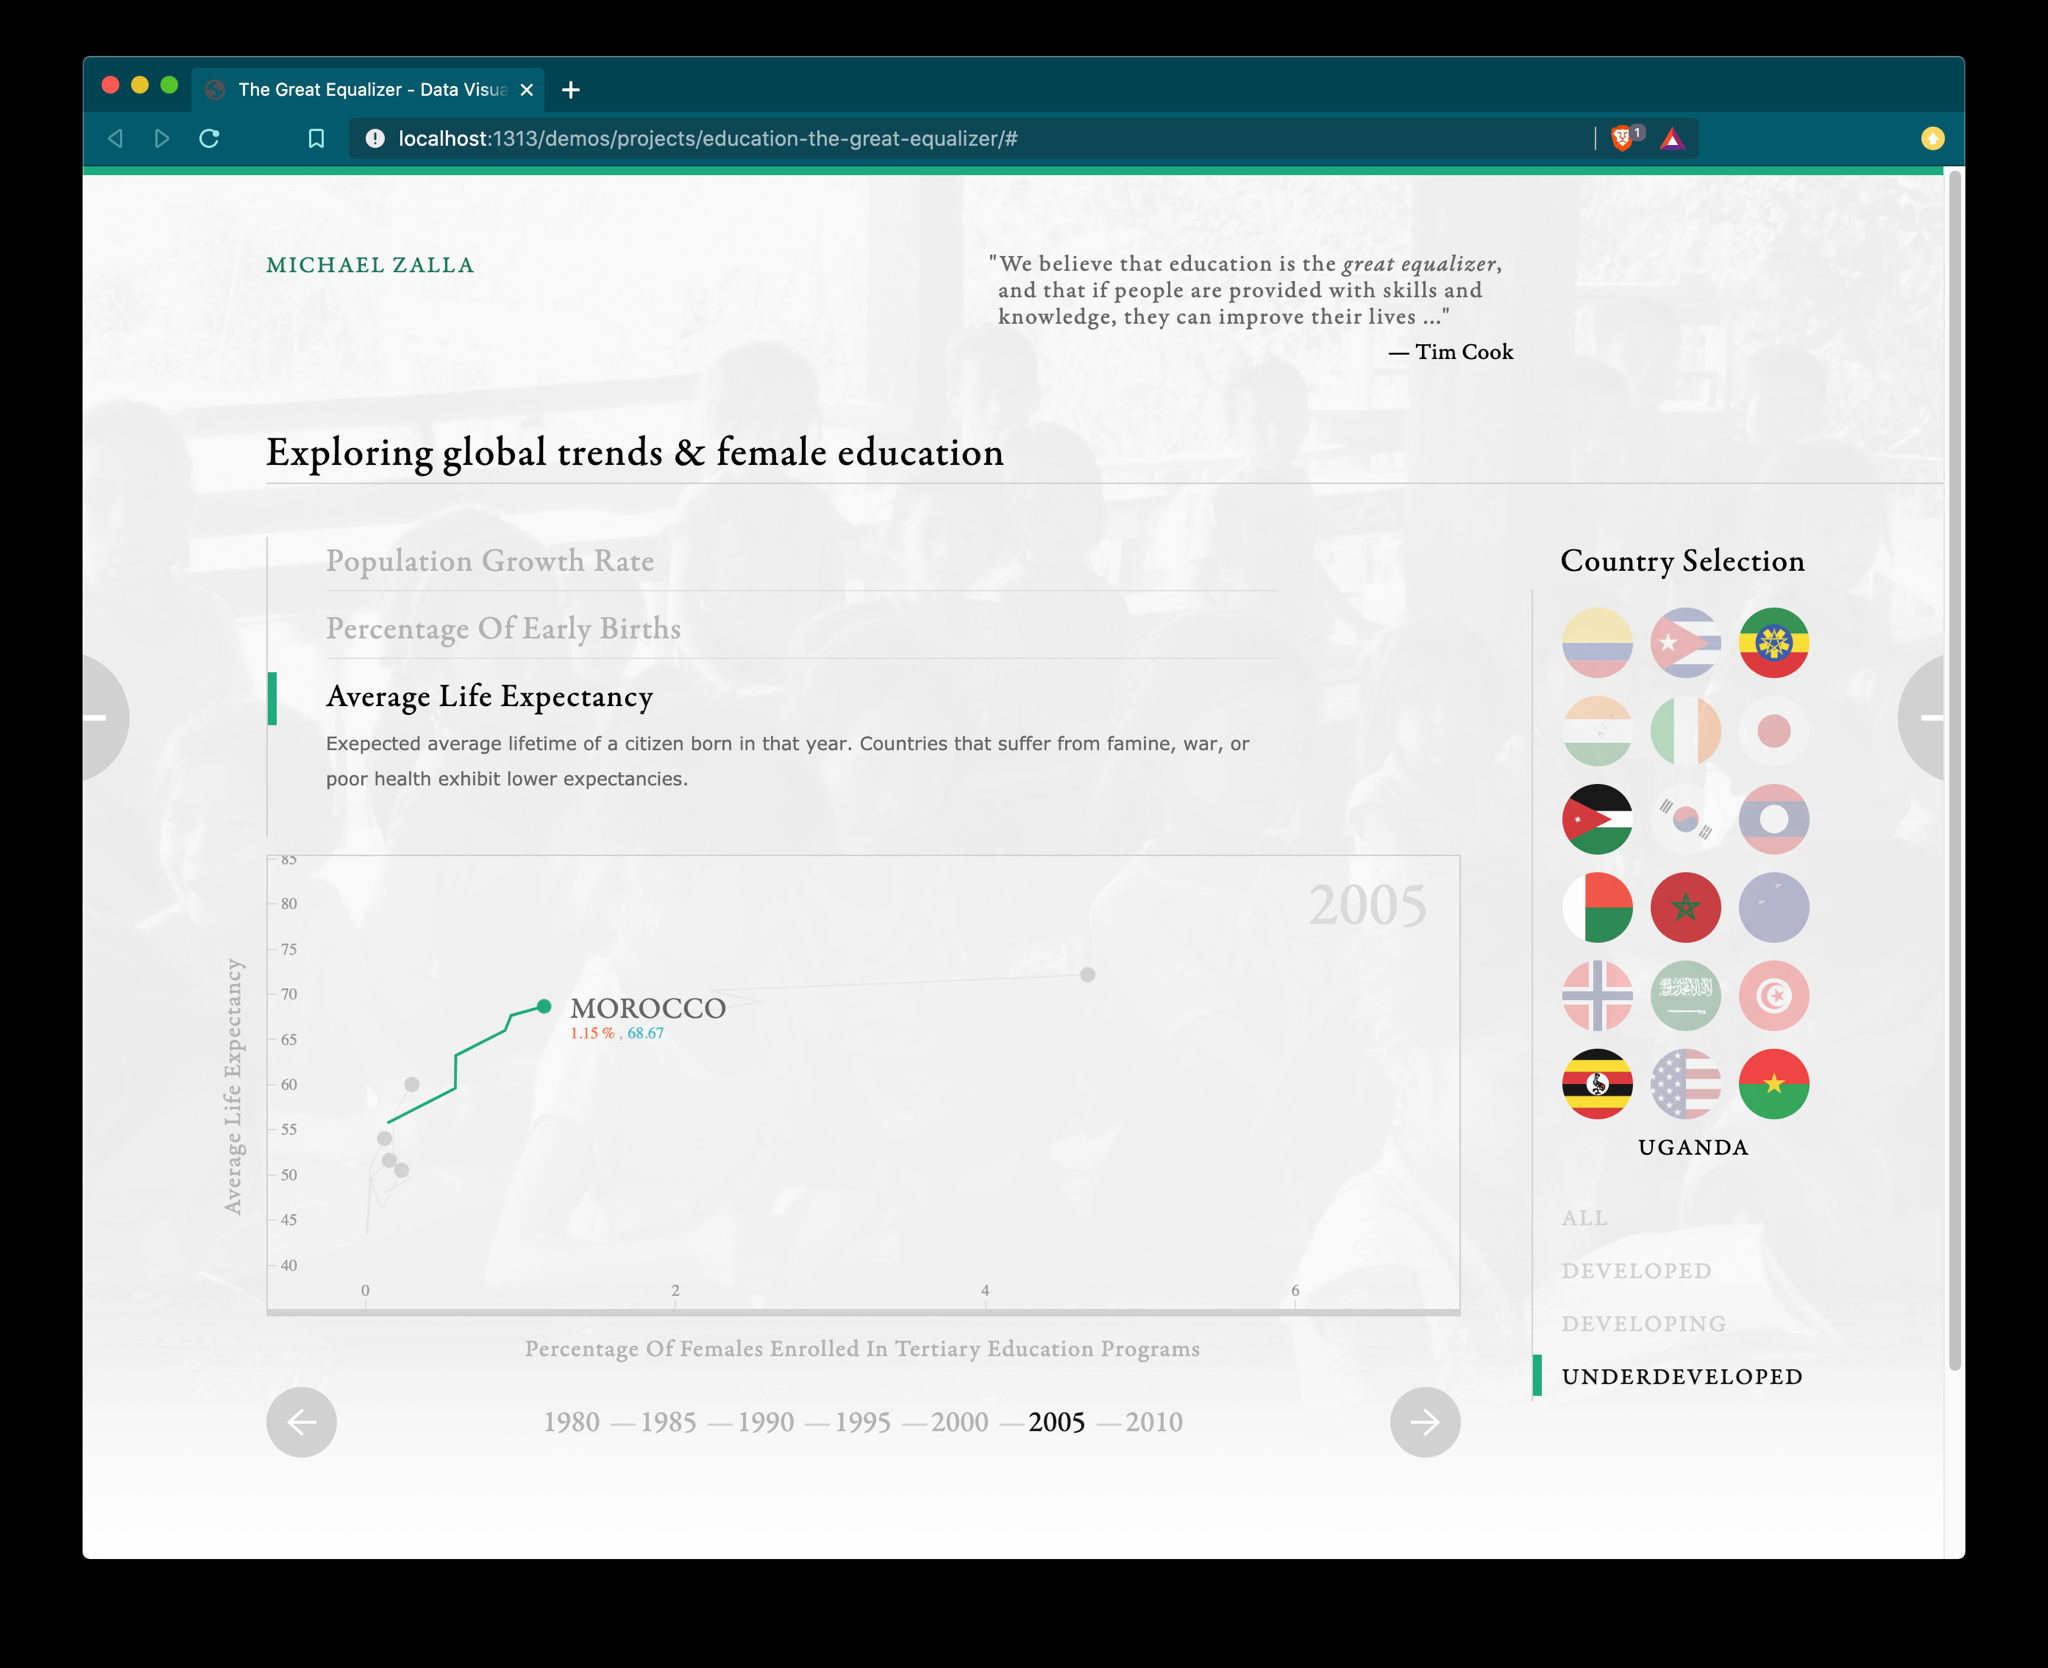 The Great Equalizer - Data Visua
localhost:1313/demos/projects/education-the-great-equalizer/#
1
MICHAEL ZALLA
"We believe that education is the great equalizer,
and that if people are provided with skills and
knowledge, they can improve their lives ..."
— Tim Cook
Exploring global trends & female education
Population Growth Rate
Percentage Of Early Births
Average Life Expectancy
Exepected average lifetime of a citizen born in that year. Countries that suffer from famine, war, or
poor health exhibit lower expectancies.
85
80
75
70
65
60
55
50
45
40
Average Life Expectancy
2005
MOROCCO
1.15 % , 68.67
0 2 4 6
Percentage Of Females Enrolled In Tertiary Education Programs
1980 — 1985 — 1990 — 1995 — 2000 — 2005 — 2010
Country Selection
UGANDA
ALL
DEVELOPED
DEVELOPING
UNDERDEVELOPED